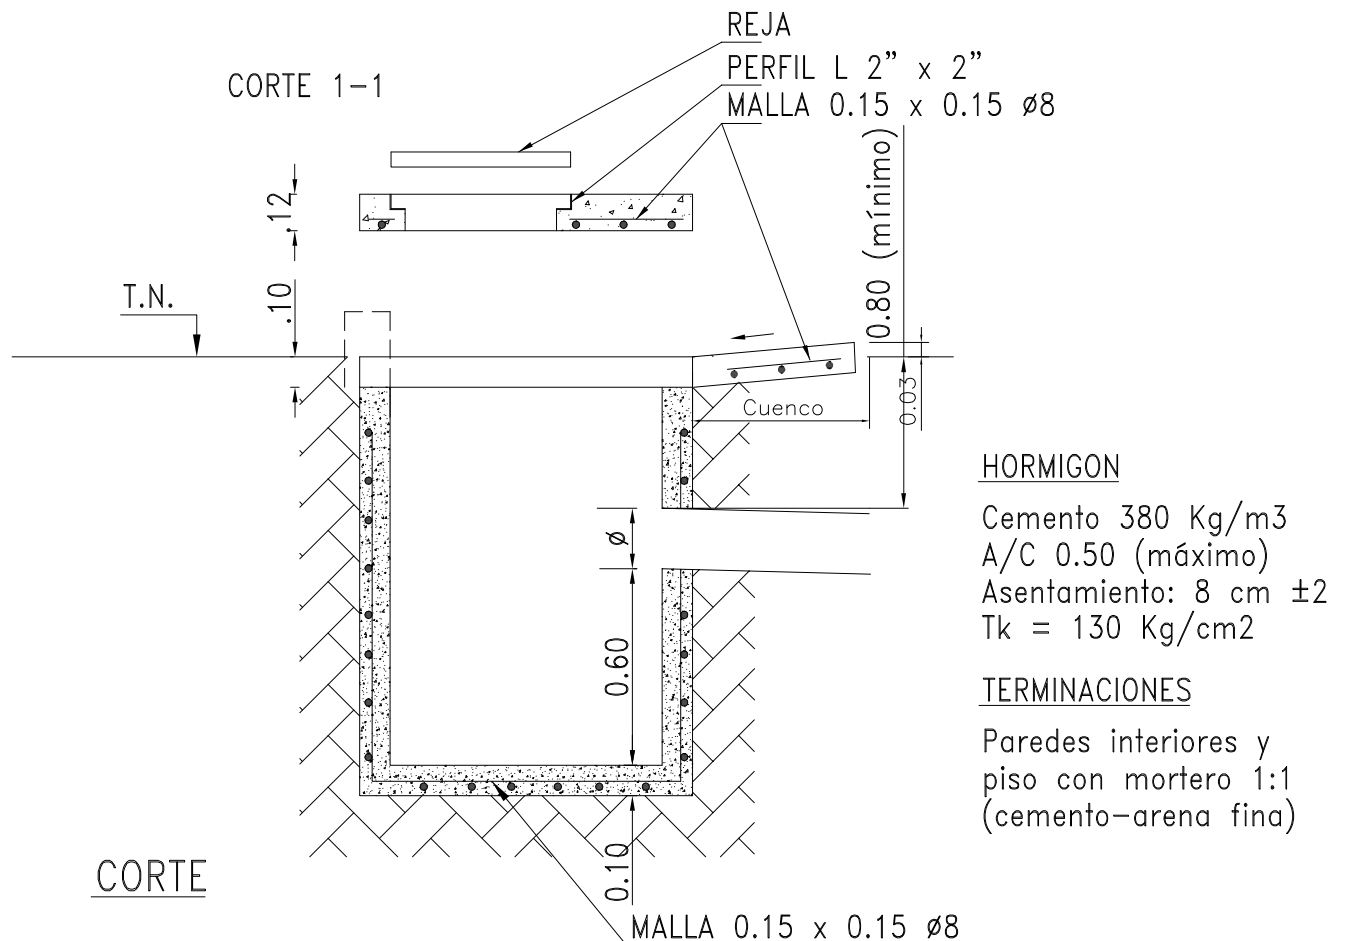 REJA
CORTE 1-1
PERFIL L 2” x 2”
MALLA 0.15 x 0.15 ø8
.12
0.80 (mínimo)
T.N.
.10
0.03
Cuenco
ø
0.60
0.10
HORMIGON
Cemento 380 Kg/m3
A/C 0.50 (máximo)
Asentamiento: 8 cm ±2
Tk = 130 Kg/cm2
TERMINACIONES
Paredes interiores y
piso con mortero 1:1
(cemento-arena fina)
CORTE
MALLA 0.15 x 0.15 ø8